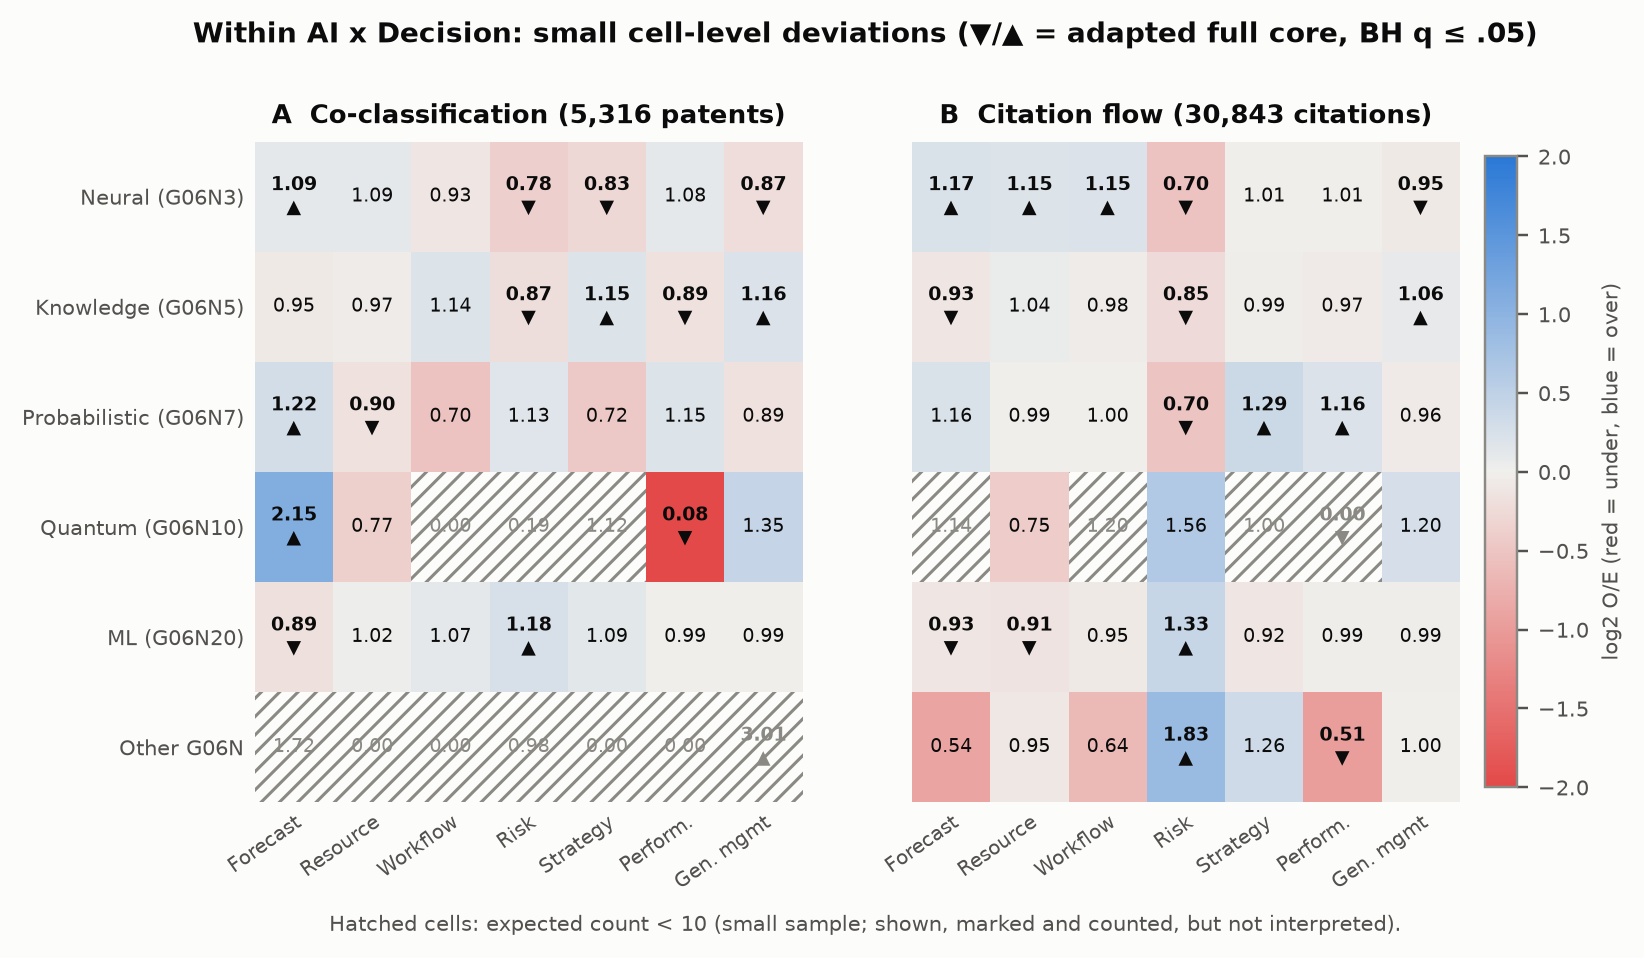 Within AI x Decision: small cell-level deviations (▼/▲ = adapted full core, BH q ≤ .05)
A Co-classification (5,316 patents)
Neural (G06N3) 1.09 ▲ 1.09 0.93 0.78 ▼ 0.83 ▼ 1.08 0.87 ▼
Knowledge (G06N5) 0.95 0.97 1.14 0.87 ▼ 1.15 ▲ 0.89 ▼ 1.16 ▲
Probabilistic (G06N7) 1.22 ▲ 0.90 ▼ 0.70 1.13 0.72 1.15 0.89
Quantum (G06N10) 2.15 ▲ 0.77 0.00 0.19 1.12 0.08 ▼ 1.35
ML (G06N20) 0.89 ▼ 1.02 1.07 1.18 ▲ 1.09 0.99 0.99
Other G06N 1.72 0.00 0.00 0.98 0.00 0.00 3.01 ▲
Forecast Resource Workflow Risk Strategy Perform. Gen. mgmt
B Citation flow (30,843 citations)
1.17 ▲ 1.15 ▲ 1.15 ▲ 0.70 ▼ 1.01 1.01 0.95 ▼
0.93 ▼ 1.04 0.98 0.85 ▼ 0.99 0.97 1.06 ▲
1.16 0.99 1.00 0.70 ▼ 1.29 ▲ 1.16 ▲ 0.96
1.14 0.75 1.20 1.56 1.00 0.00 ▼ 1.20
0.93 ▼ 0.91 ▼ 0.95 1.33 ▲ 0.92 0.99 0.99
0.54 0.95 0.64 1.83 ▲ 1.26 0.51 ▼ 1.00
Forecast Resource Workflow Risk Strategy Perform. Gen. mgmt
2.0
1.5
1.0
0.5
0.0
−0.5
−1.0
−1.5
−2.0
log2 O/E (red = under, blue = over)
Hatched cells: expected count < 10 (small sample; shown, marked and counted, but not interpreted).